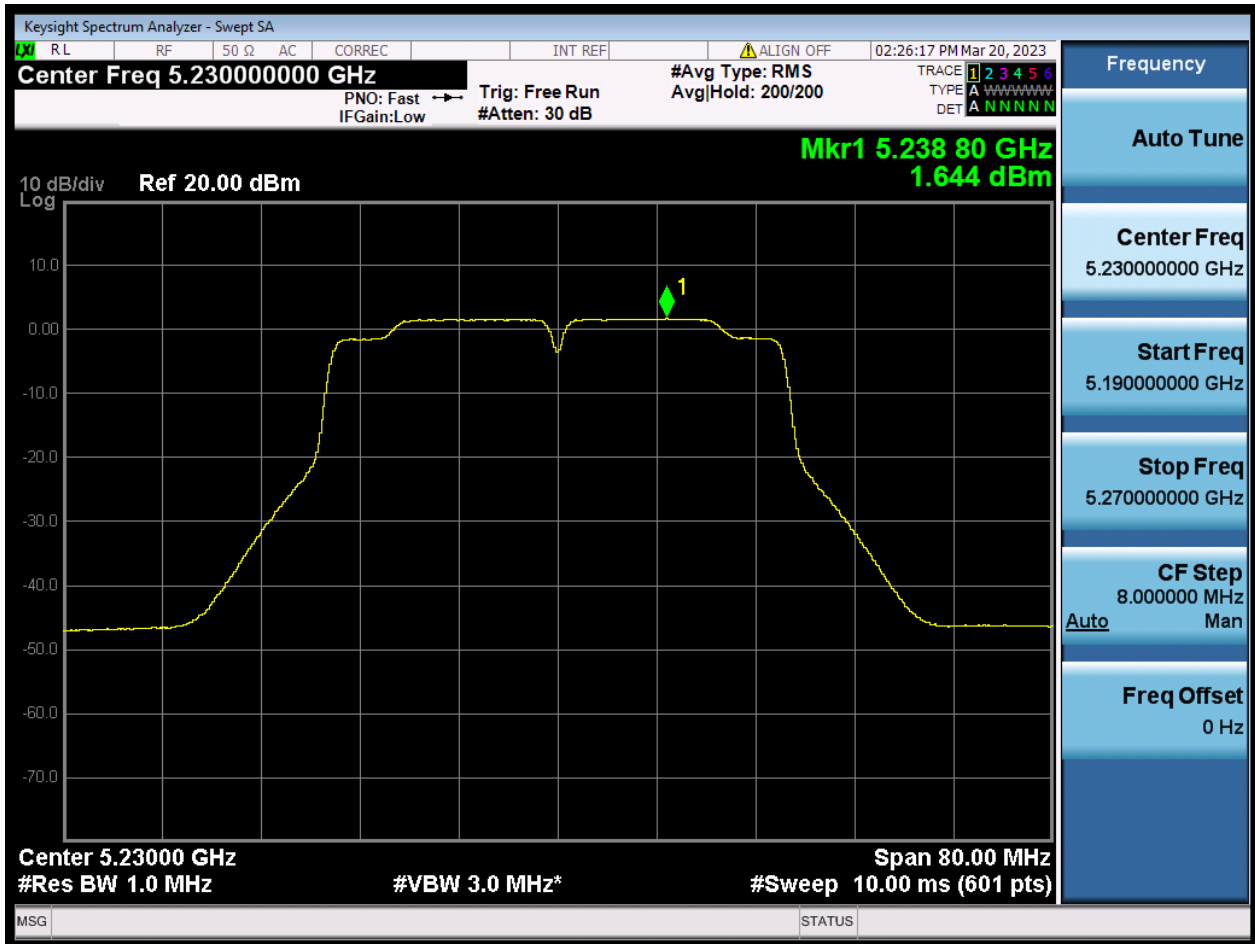 Keysight Spectrum Analyzer - Swept SA
LXI RL RF 50 Ω AC CORREC INT REF ALIGN OFF 02:26:17 PM Mar 20, 2023
Center Freq 5.230000000 GHz
PNO: Fast
IFGain:Low
Trig: Free Run
#Atten: 30 dB
#Avg Type: RMS
Avg|Hold: 200/200
TRACE 1 2 3 4 5 6
TYPE A WWWWW
DET A N N N N N
Mkr1 5.238 80 GHz
1.644 dBm
10 dB/div Ref 20.00 dBm
Log
10.0
0.00
-10.0
-20.0
-30.0
-40.0
-50.0
-60.0
-70.0
1
Center 5.23000 GHz Span 80.00 MHz
#Res BW 1.0 MHz #VBW 3.0 MHz* #Sweep 10.00 ms (601 pts)
MSG STATUS
Frequency
Auto Tune
Center Freq
5.230000000 GHz
Start Freq
5.190000000 GHz
Stop Freq
5.270000000 GHz
CF Step
8.000000 MHz
Auto Man
Freq Offset
0 Hz